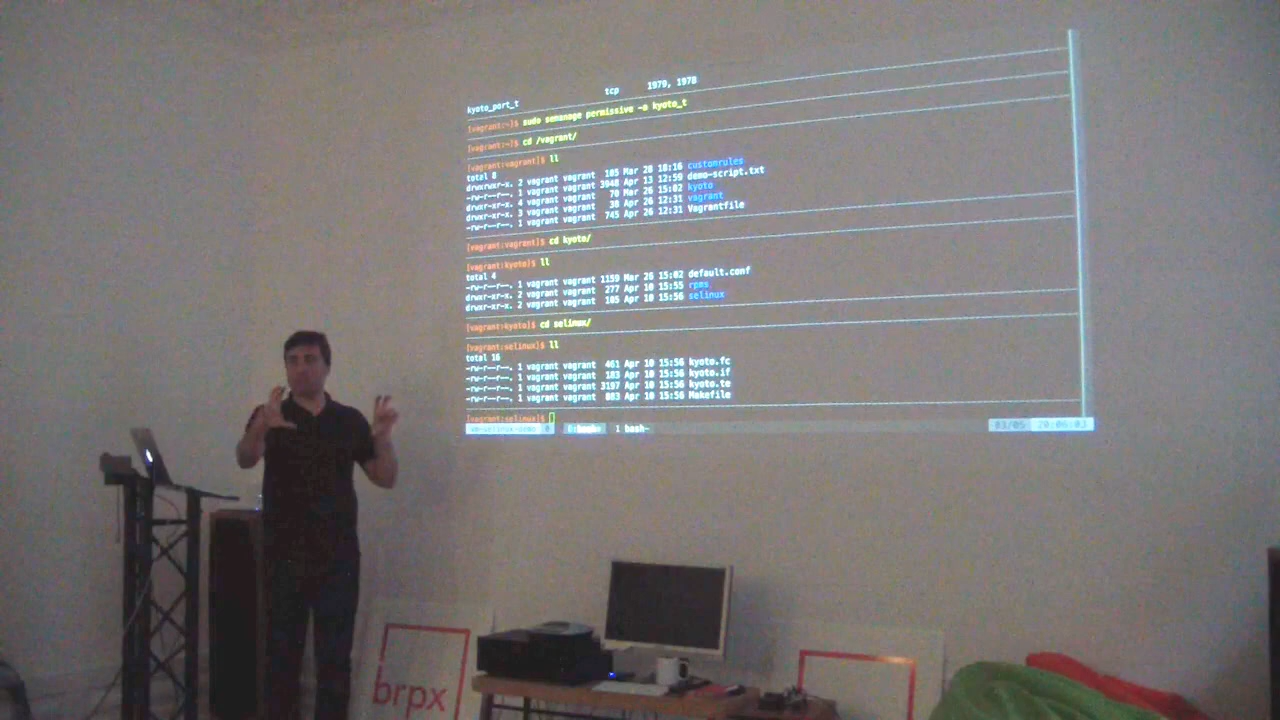 kyoto_port_t tcp 1979, 1978
[vagrant:~]$ sudo semanage permissive -a kyoto_t
[vagrant:~]$ cd /vagrant/
[vagrant:vagrant]$ ll
total 8
drwxrwxr-x. 2 vagrant vagrant 105 Mar 28 18:16 customrules
-rw-r--r--. 1 vagrant vagrant 3948 Apr 13 12:59 demo-script.txt
drwxr-xr-x. 4 vagrant vagrant 70 Mar 26 15:02 kyoto
drwxr-xr-x. 3 vagrant vagrant 38 Apr 26 12:31 vagrant
-rw-r--r--. 1 vagrant vagrant 745 Apr 26 12:31 Vagrantfile
[vagrant:vagrant]$ cd kyoto/
[vagrant:kyoto]$ ll
total 4
-rw-r--r--. 1 vagrant vagrant 1159 Mar 26 15:02 default.conf
drwxr-xr-x. 2 vagrant vagrant 277 Apr 10 15:55 rpms
drwxr-xr-x. 2 vagrant vagrant 105 Apr 10 15:56 selinux
[vagrant:kyoto]$ cd selinux/
[vagrant:selinux]$ ll
total 16
-rw-r--r--. 1 vagrant vagrant 461 Apr 10 15:56 kyoto.fc
-rw-r--r--. 1 vagrant vagrant 183 Apr 10 15:56 kyoto.if
-rw-r--r--. 1 vagrant vagrant 3197 Apr 10 15:56 kyoto.te
-rw-r--r--. 1 vagrant vagrant 883 Apr 10 15:56 Makefile
[vagrant:selinux]$
0 1 bash- 03/05 20:06:03
brpx